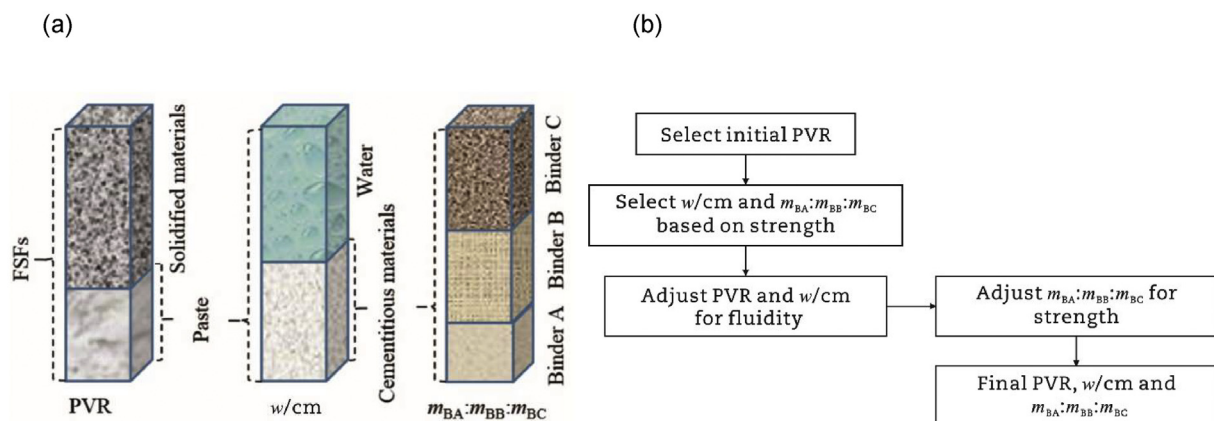 (a)
(b)
FSFs
Solidified materials
Paste
Water
Cementitious materials
Binder C
Binder B
Binder A
PVR
w/cm
mBA:mBB:mBC
Select initial PVR
Select w/cm and mBA:mBB:mBC
based on strength
Adjust PVR and w/cm
for fluidity
Adjust mBA:mBB:mBC for
strength
Final PVR, w/cm and
mBA:mBB:mBC